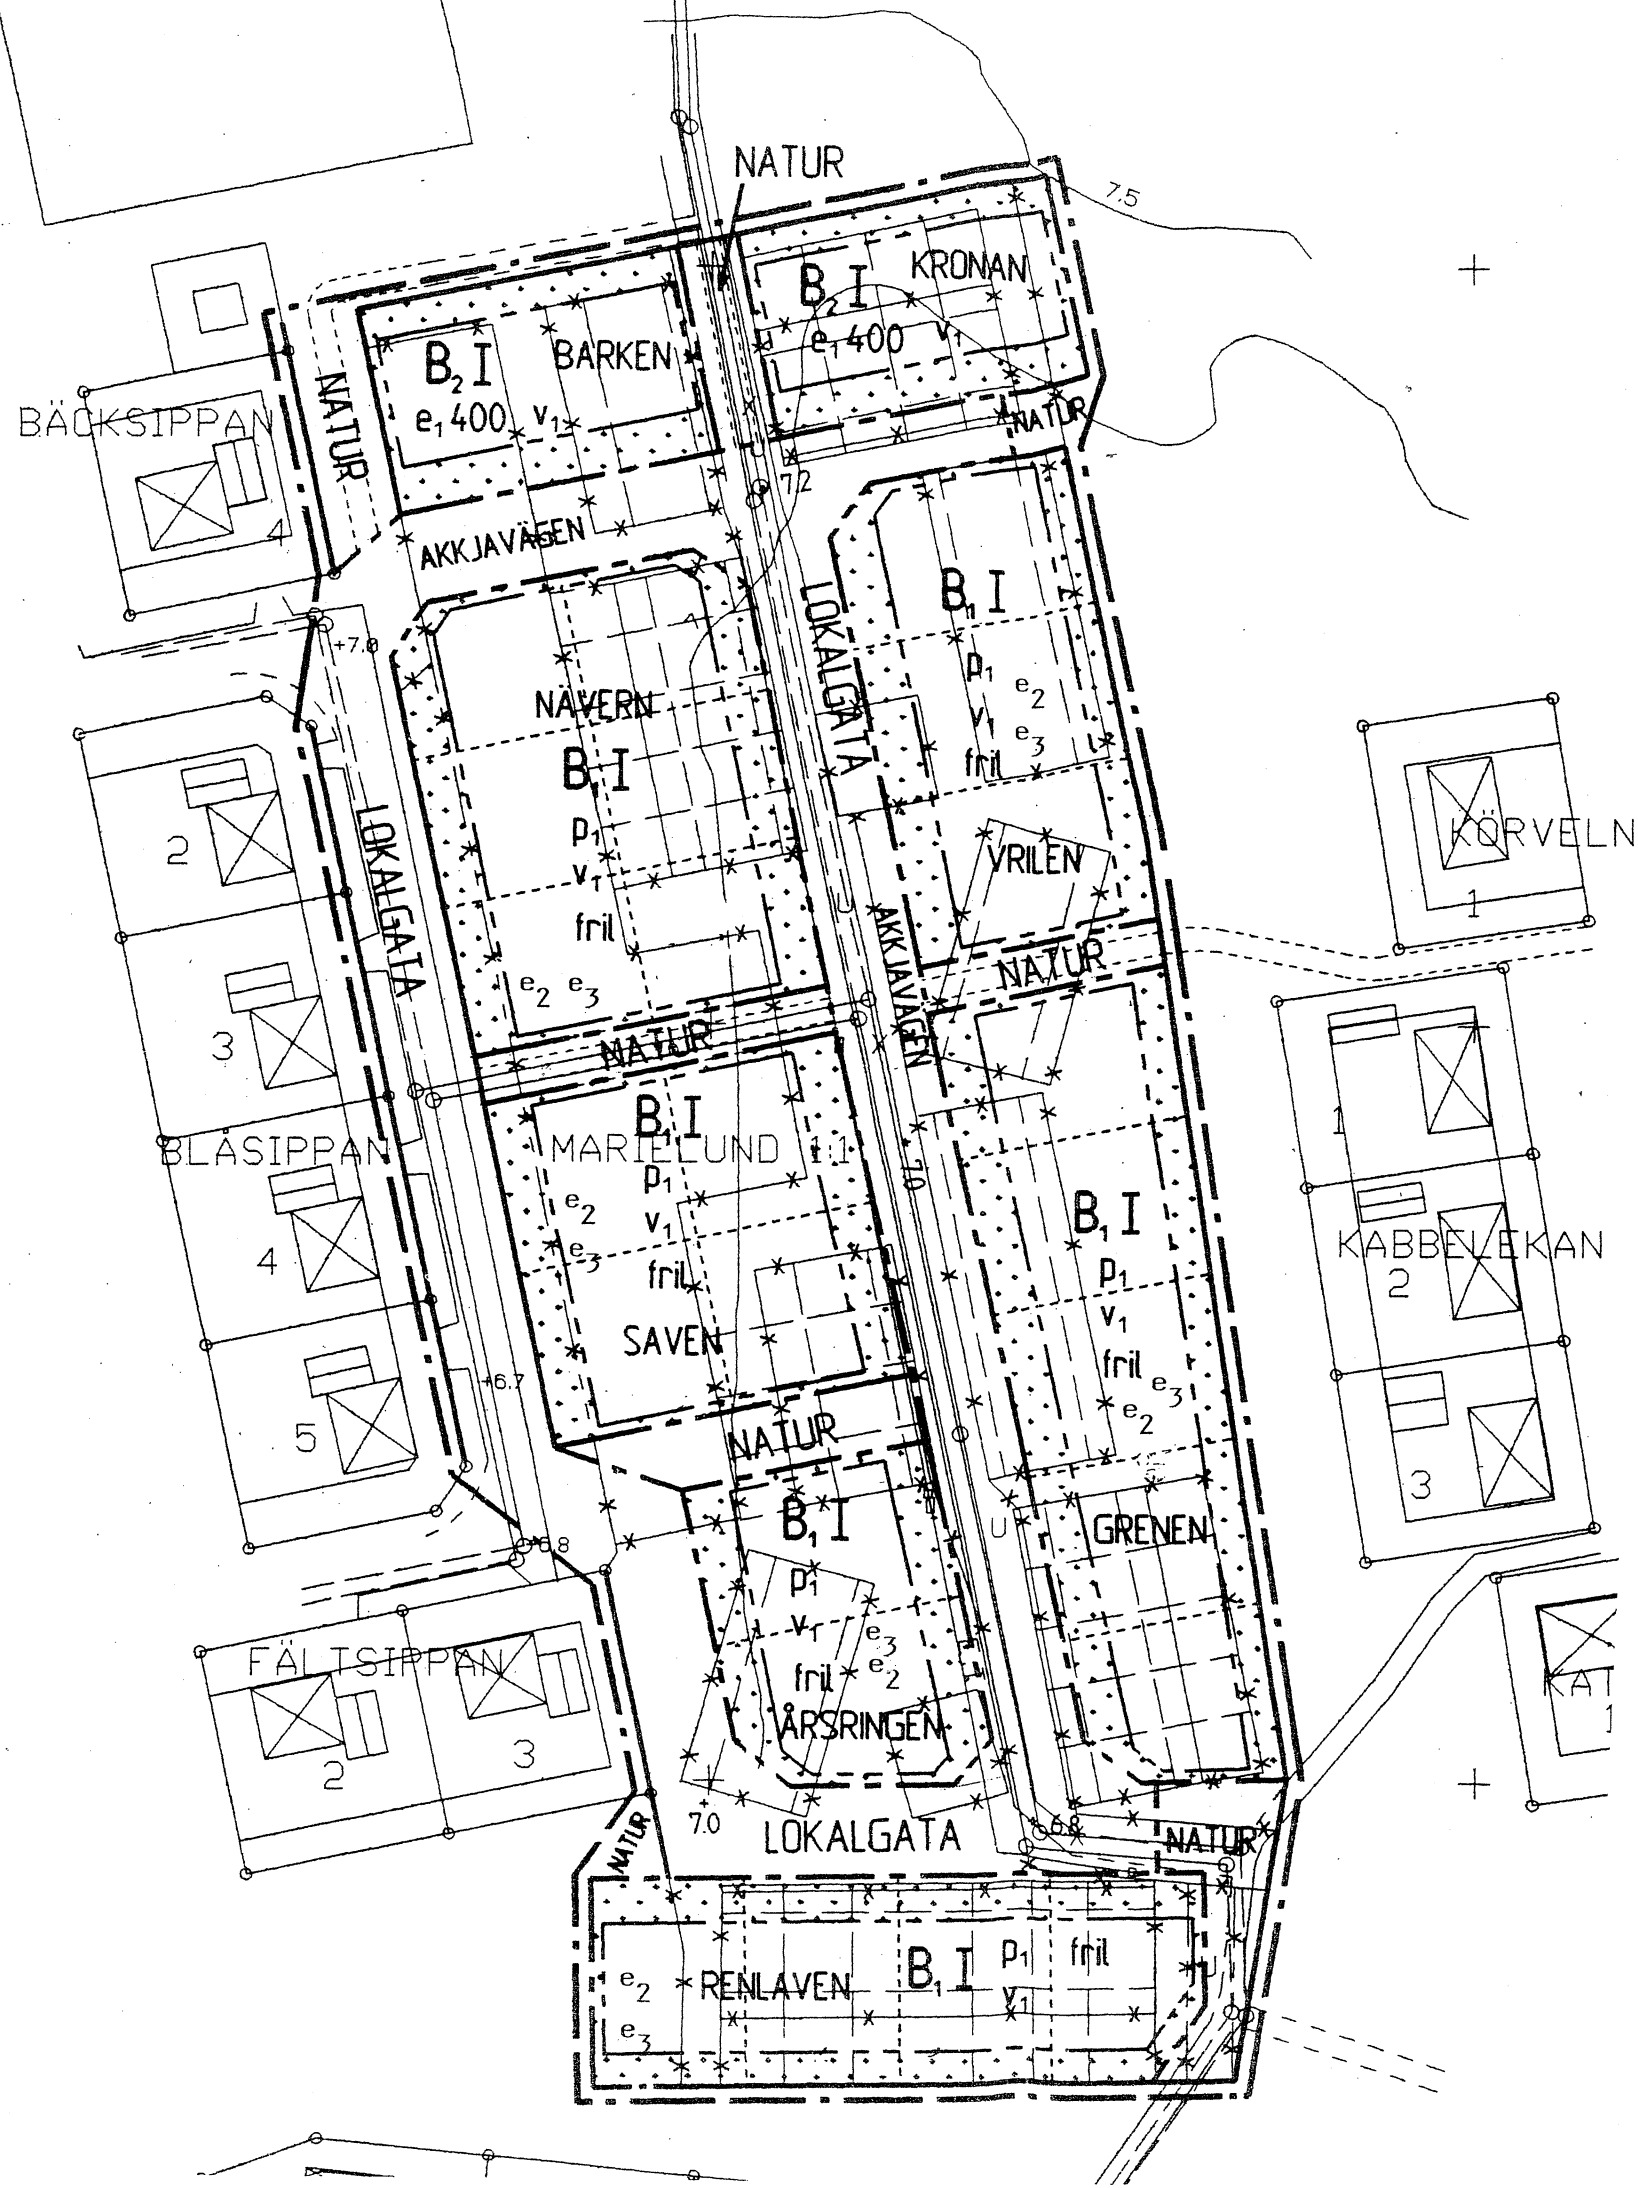 NATUR
7.5
B₂ I KRONAN
e₁ 400 v₁
B₂ I BARKEN
e₁ 400 v₁
NATUR
NATUR
BÄCKSIPPAN
4
7.2
AKKJAVÄGEN
B₁ I
LOKALGATA
+7.0
p₁
e₂
v₁
e₃
fril
NÄVERN
B₁ I
p₁
v₁
fril
e₂ e₃
LOKALGATA
2
VRILEN
KÖRVELN
1
AKKJAVÄGEN
NATUR
NATUR
3
B₁ I
BLÅSIPPAN
MARIELUND 1:1
p₁
e₂
v₁
e₃
fril
SAVEN
7.0
1
B₁ I
p₁
v₁
fril
e₃
e₂
KABBELEKAN
2
4
+6.7
5
3
NATUR
B₁ I
U
GRENEN
+6.8
p₁
v₁
e₃
fril
e₂
ÅRSRINGEN
FÄLTSIPPAN
2
3
KAT
1
7.0
LOKALGATA
6.8
NATUR
NATUR
B₁ I
p₁
fril
e₂
RENLAVEN
v₁
e₃